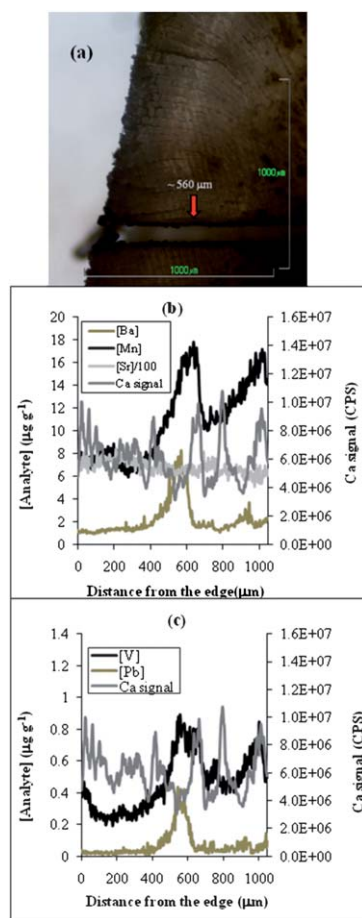 (a)
~ 560 µm
1000µm
1000µm
(b)
[Ba]
[Mn]
[Sr]/100
Ca signal
[Analyte] (µg g⁻¹)
20
18
16
14
12
10
8
6
4
2
0
1.6E+07
1.4E+07
1.2E+07
1.0E+07
8.0E+06
6.0E+06
4.0E+06
2.0E+06
0.0E+00
Ca signal (CPS)
0 200 400 600 800 1000
Distance from the edge(µm)
(c)
[V]
[Pb]
Ca signal
[Analyte] (µg g⁻¹)
1.4
1.2
1
0.8
0.6
0.4
0.2
0
1.6E+07
1.4E+07
1.2E+07
1.0E+07
8.0E+06
6.0E+06
4.0E+06
2.0E+06
0.0E+00
Ca signal (CPS)
0 200 400 600 800 1000
Distance from the edge (µm)